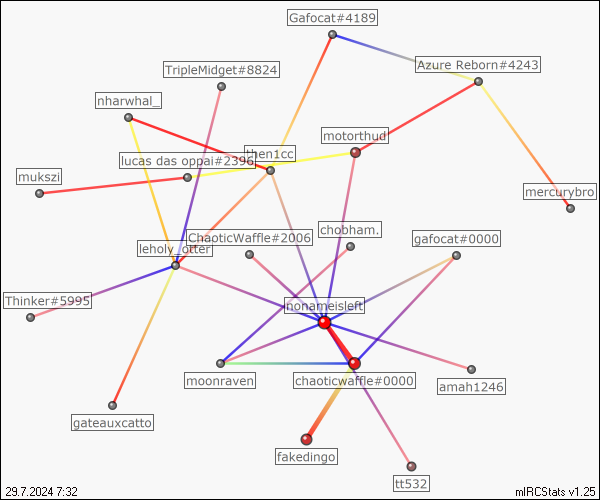 Gafocat#4189
Azure Reborn#4243
TripleMidget#8824
nharwhal_
motorthud
then1cc
lucas das oppai#2396
mukszi
mercurybro
chobham.
ChaoticWaffle#2006
gafocat#0000
leholy_otter
Thinker#5995
nonameisleft
moonraven
chaoticwaffle#0000
amah1246
gateauxcatto
fakedingo
tt532
29.7.2024 7:32
mIRCStats v1.25